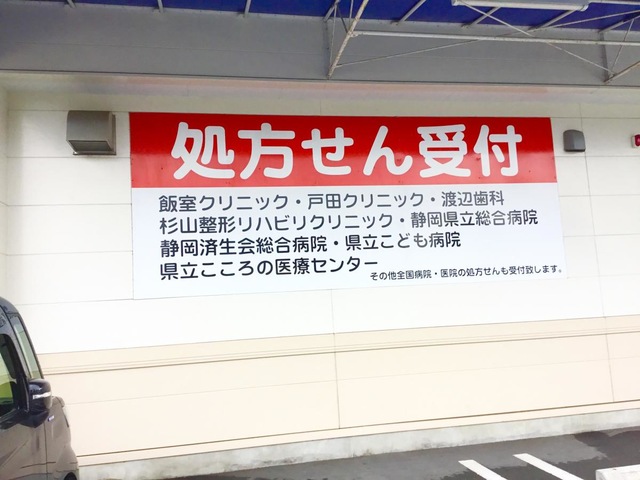 処方せん受付
飯室クリニック・戸田クリニック・渡辺歯科
杉山整形リハビリクリニック・静岡県立総合病院
静岡済生会総合病院・県立こども病院
県立こころの医療センター
その他全国病院・医院の処方せんも受付致します。